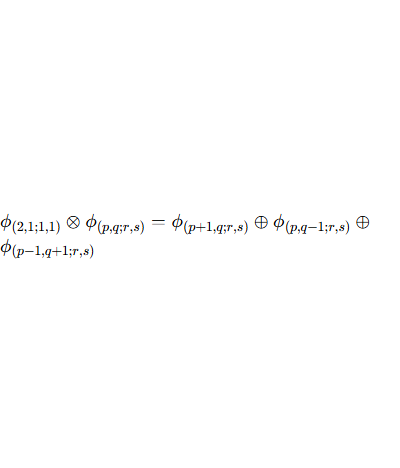 ϕ_{(2,1;1,1)} ⊗ ϕ_{(p,q;r,s)} = ϕ_{(p+1,q;r,s)} ⊕ ϕ_{(p,q−1;r,s)} ⊕
ϕ_{(p−1,q+1;r,s)}